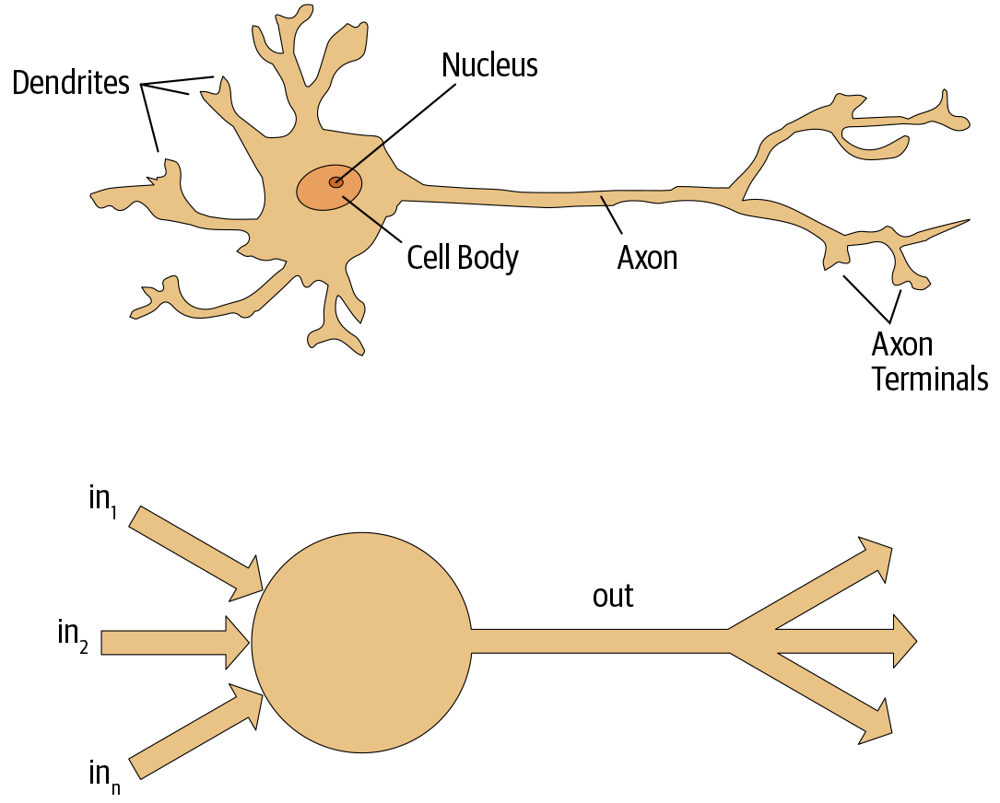 Nucleus
Dendrites
Cell Body
Axon
Axon
Terminals
in₁
out
in₂
inₙ